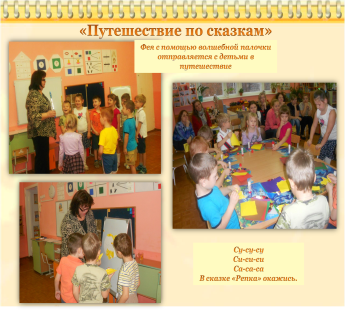 «Путешествие по сказкам»
Фея с помощью волшебной палочки
отправляется с детьми в
путешествие
Су-су-су
Си-си-си
Са-са-са
В сказке «Репка» окажись.